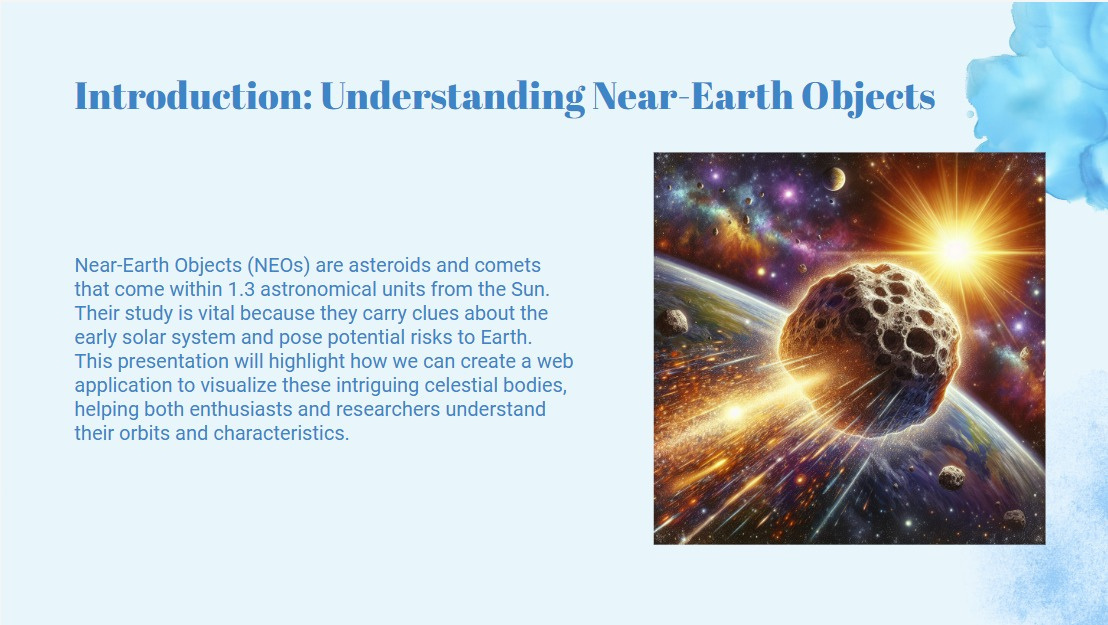 Introduction: Understanding Near-Earth Objects
Near-Earth Objects (NEOs) are asteroids and comets
that come within 1.3 astronomical units from the Sun.
Their study is vital because they carry clues about the
early solar system and pose potential risks to Earth.
This presentation will highlight how we can create a web
application to visualize these intriguing celestial bodies,
helping both enthusiasts and researchers understand
their orbits and characteristics.